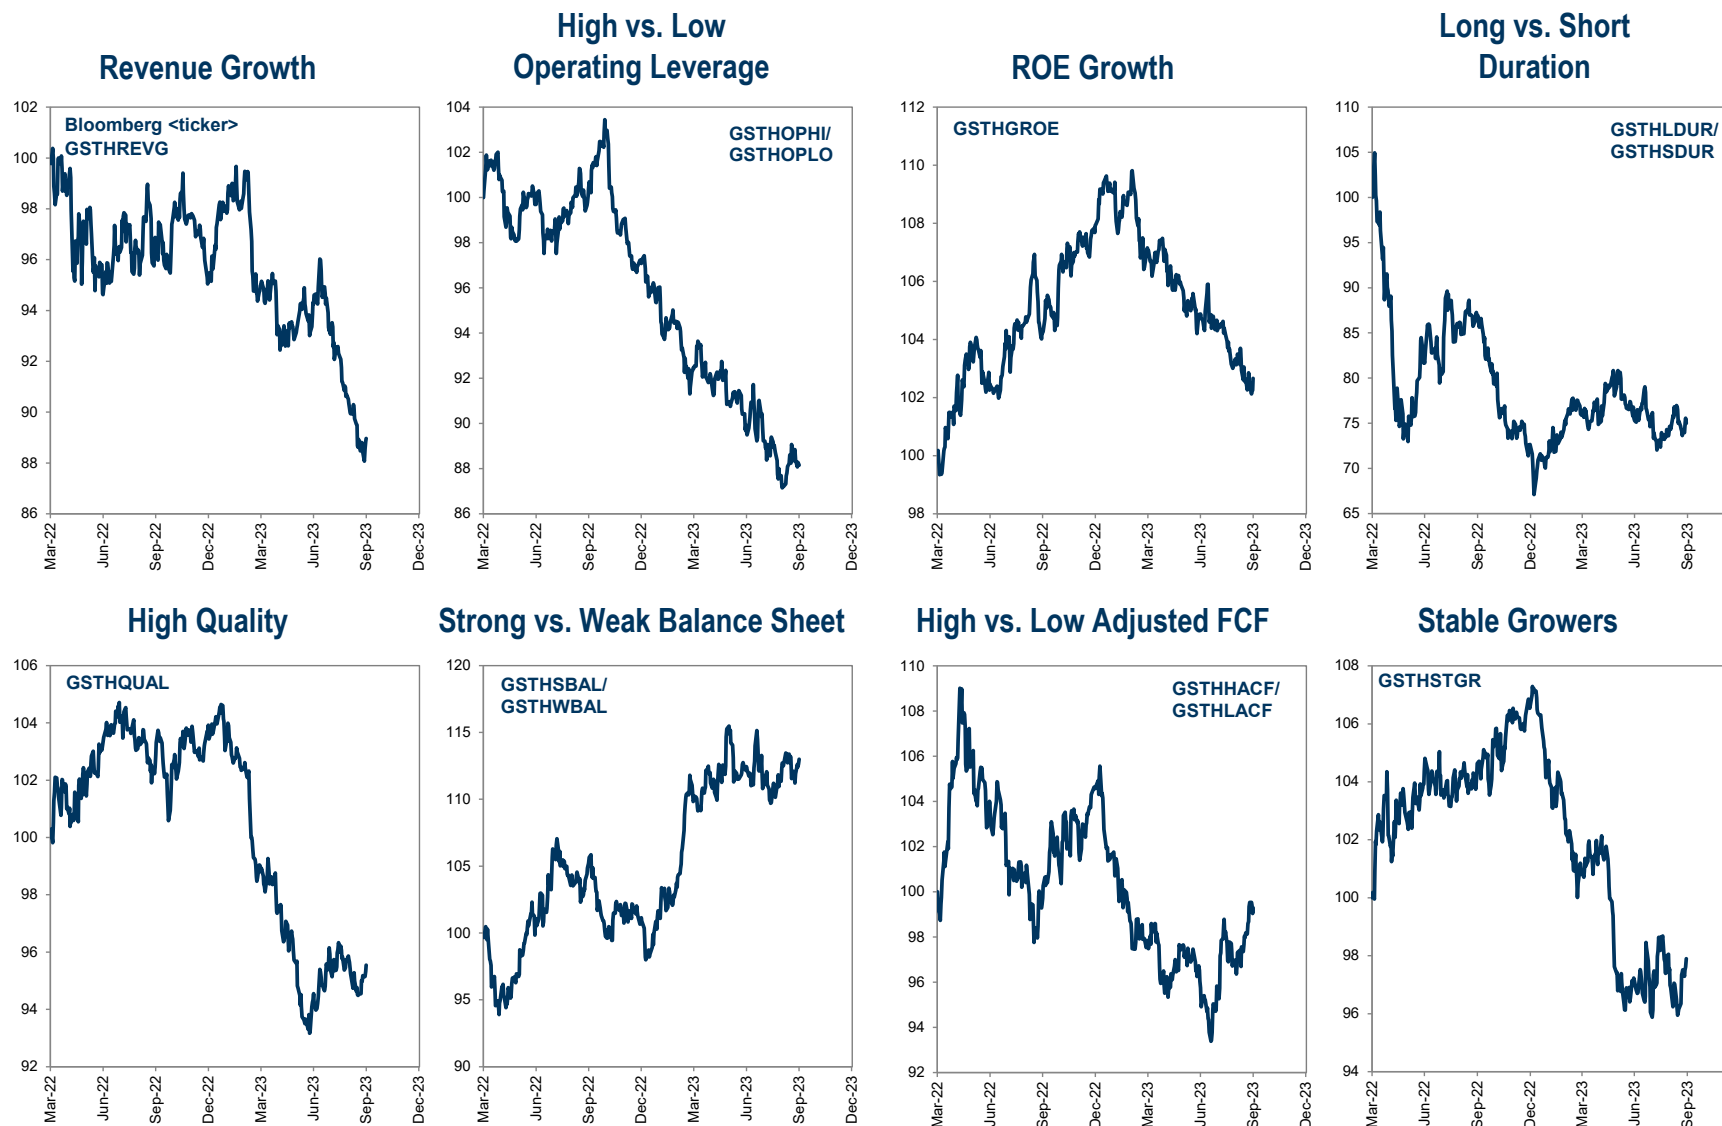 Revenue Growth
102
100
98
96
94
92
90
88
86
Bloomberg <ticker>
GSTHREVG
Mar-22
Jun-22
Sep-22
Dec-22
Mar-23
Jun-23
Sep-23
Dec-23
High vs. Low
Operating Leverage
104
102
100
98
96
94
92
90
88
86
GSTHOPHI/
GSTHOPLO
Mar-22
Jun-22
Sep-22
Dec-22
Mar-23
Jun-23
Sep-23
Dec-23
ROE Growth
112
110
108
106
104
102
100
98
GSTHGROE
Mar-22
Jun-22
Sep-22
Dec-22
Mar-23
Jun-23
Sep-23
Dec-23
Long vs. Short
Duration
110
105
100
95
90
85
80
75
70
65
GSTHLDUR/
GSTHSDUR
Mar-22
Jun-22
Sep-22
Dec-22
Mar-23
Jun-23
Sep-23
High Quality
106
104
102
100
98
96
94
92
GSTHQUAL
Mar-22
Jun-22
Sep-22
Dec-22
Mar-23
Jun-23
Sep-23
Dec-23
Strong vs. Weak Balance Sheet
120
115
110
105
100
95
90
GSTHSBAL/
GSTHWBAL
Mar-22
Jun-22
Sep-22
Dec-22
Mar-23
Jun-23
Sep-23
Dec-23
High vs. Low Adjusted FCF
110
108
106
104
102
100
98
96
94
92
GSTHHACF/
GSTHLACF
Mar-22
Jun-22
Sep-22
Dec-22
Mar-23
Jun-23
Sep-23
Dec-23
Stable Growers
108
106
104
102
100
98
96
94
GSTHSTGR
Mar-22
Jun-22
Sep-22
Dec-22
Mar-23
Jun-23
Sep-23